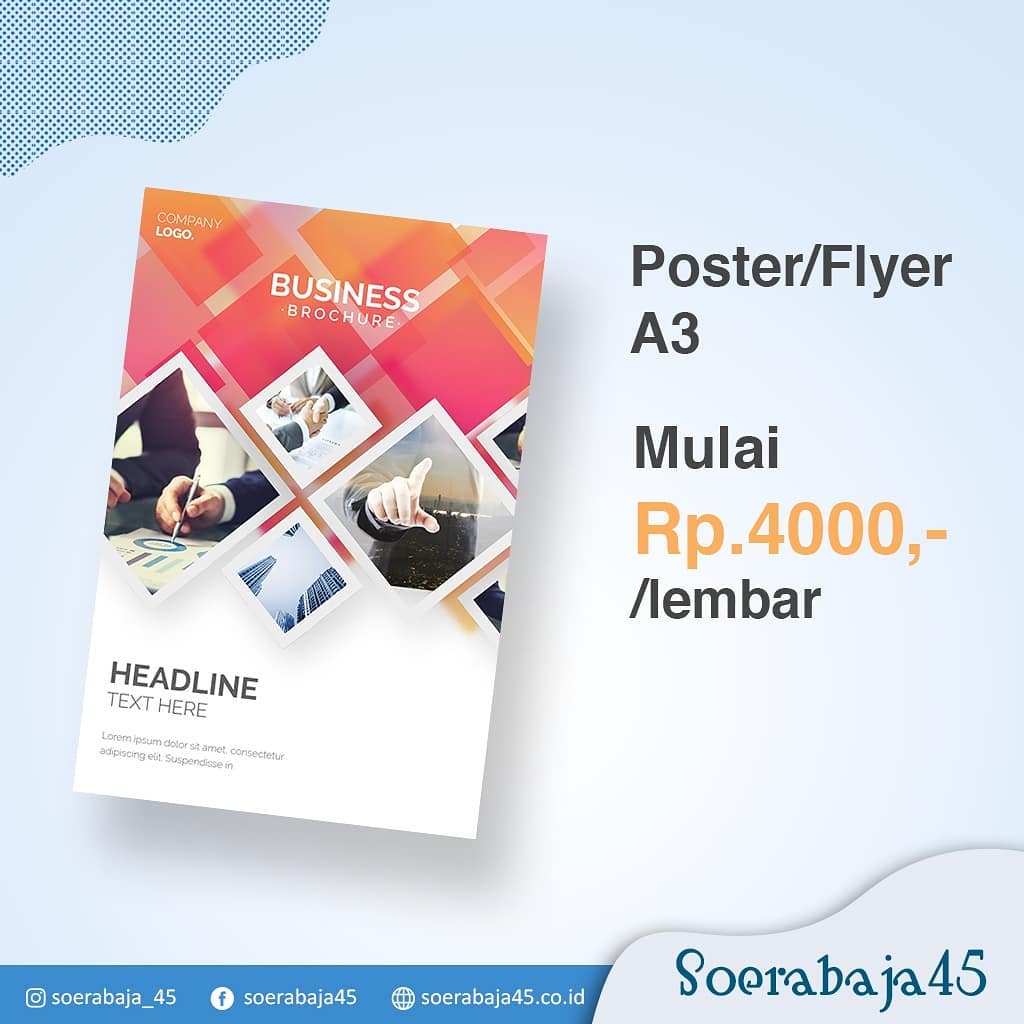 COMPANY
LOGO.
BUSINESS
·BROCHURE·
HEADLINE
TEXT HERE
Lorem ipsum dolor sit amet, consectetur
adipiscing elit. Suspendisse in
Poster/Flyer
A3
Mulai
Rp.4000,-
/lembar
soerabaja_45
soerabaja45
soerabaja45.co.id
Soerabaja45